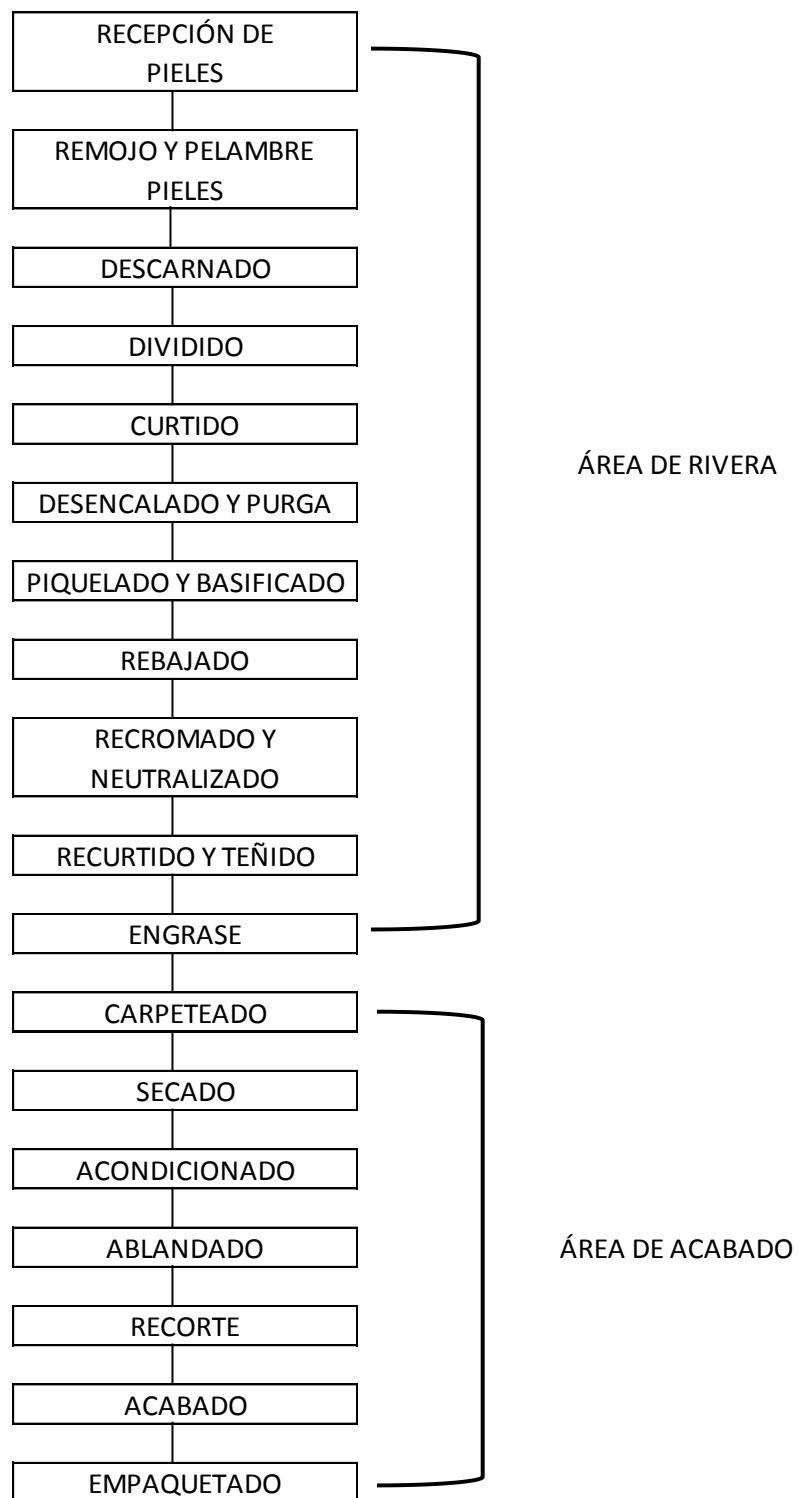 RECEPCIÓN DE
PIELES
REMOJO Y PELAMBRE
PIELES
DESCARNADO
DIVIDIDO
CURTIDO
DESENCALADO Y PURGA
PIQUELADO Y BASIFICADO
REBAJADO
RECROMADO Y
NEUTRALIZADO
RECURTIDO Y TEÑIDO
ENGRASE
ÁREA DE RIVERA
CARPETEADO
SECADO
ACONDICIONADO
ABLANDADO
RECORTE
ACABADO
EMPAQUETADO
ÁREA DE ACABADO